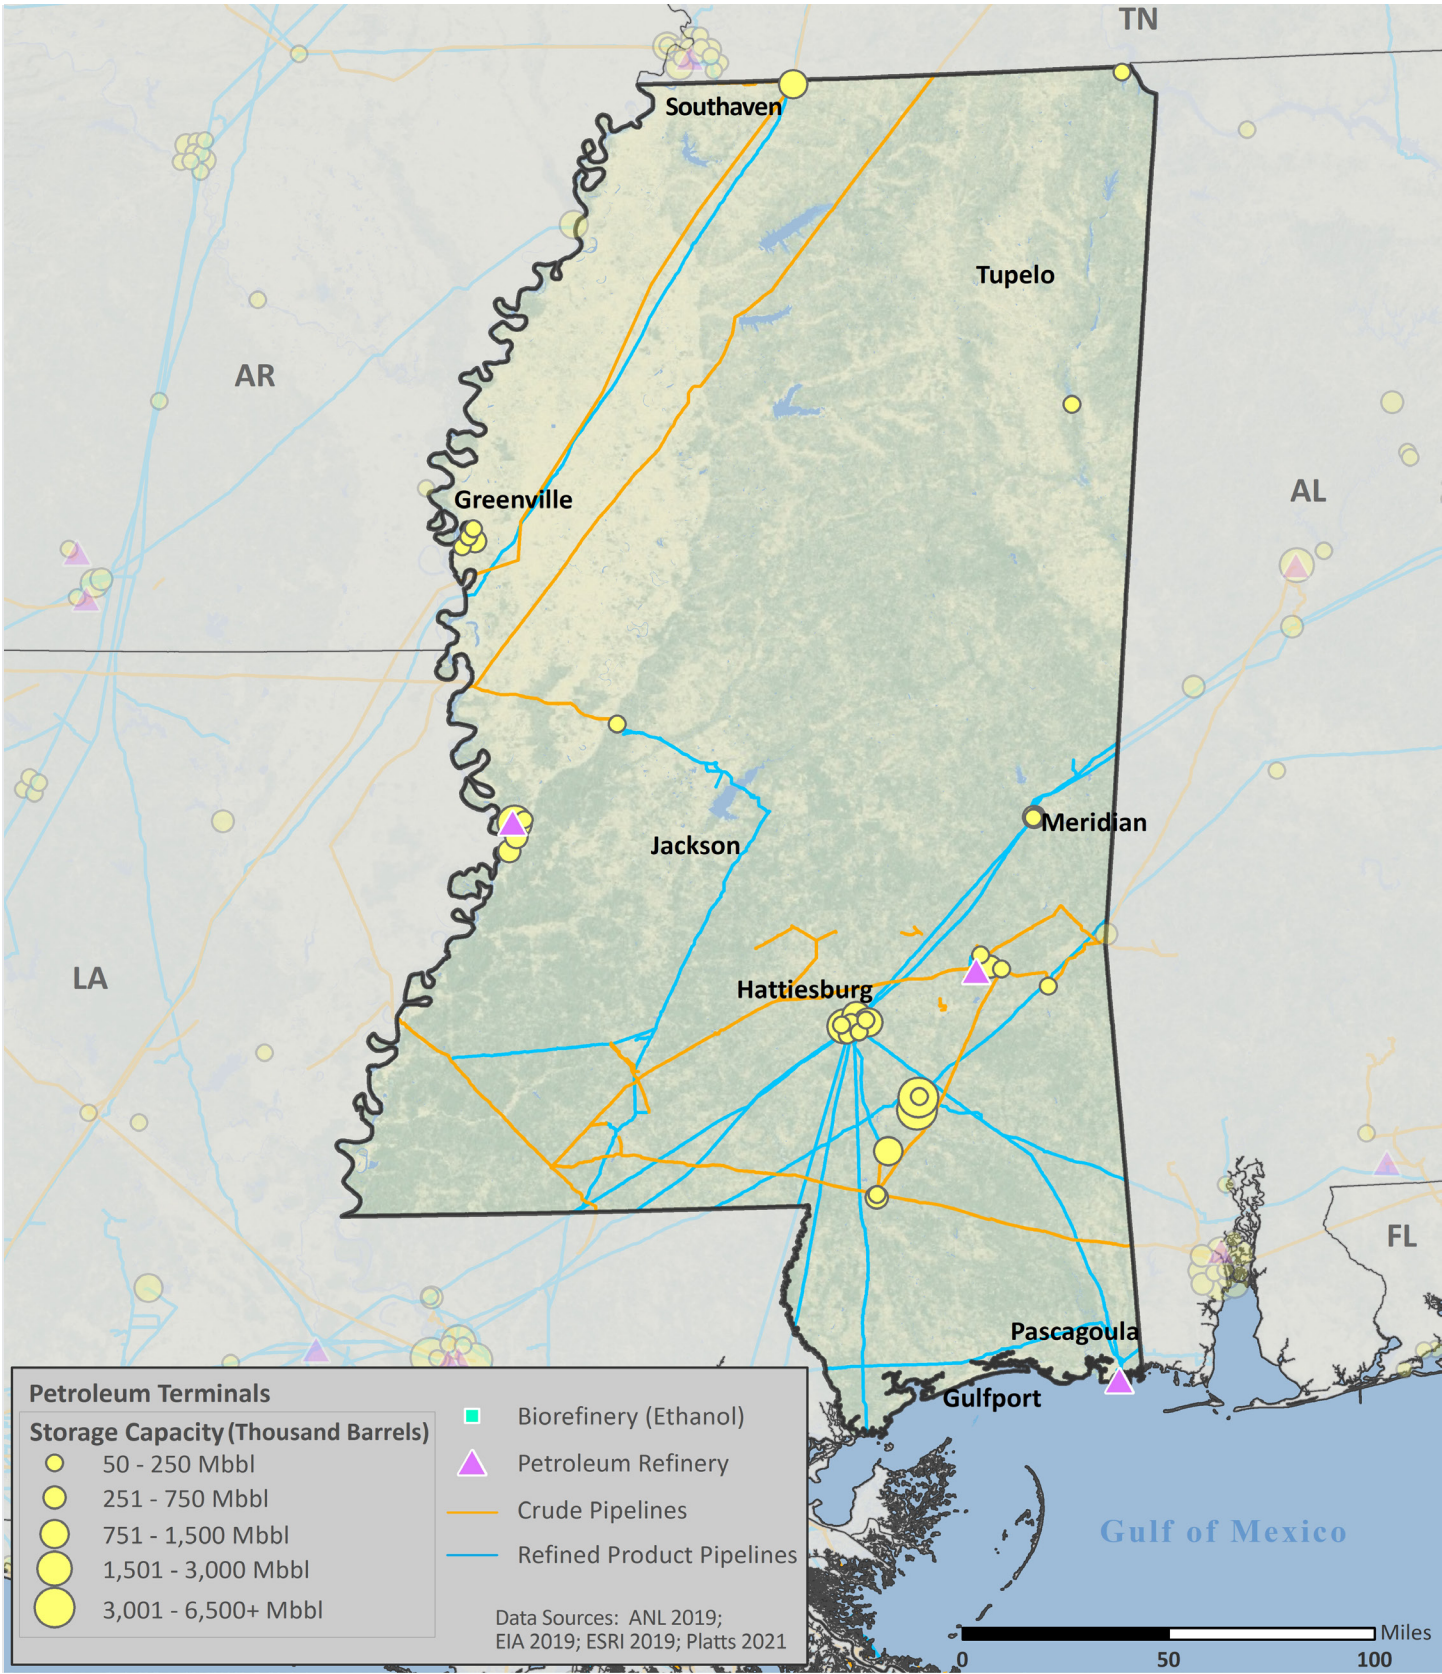 TN
Southaven
Tupelo
AR
Greenville
AL
Jackson
Meridian
LA
Hattiesburg
FL
Pascagoula
Gulfport
Gulf of Mexico
Petroleum Terminals
Storage Capacity (Thousand Barrels)
50 - 250 Mbbl
251 - 750 Mbbl
751 - 1,500 Mbbl
1,501 - 3,000 Mbbl
3,001 - 6,500+ Mbbl
Biorefinery (Ethanol)
Petroleum Refinery
Crude Pipelines
Refined Product Pipelines
Data Sources: ANL 2019;
EIA 2019; ESRI 2019; Platts 2021
Miles
0 50 100